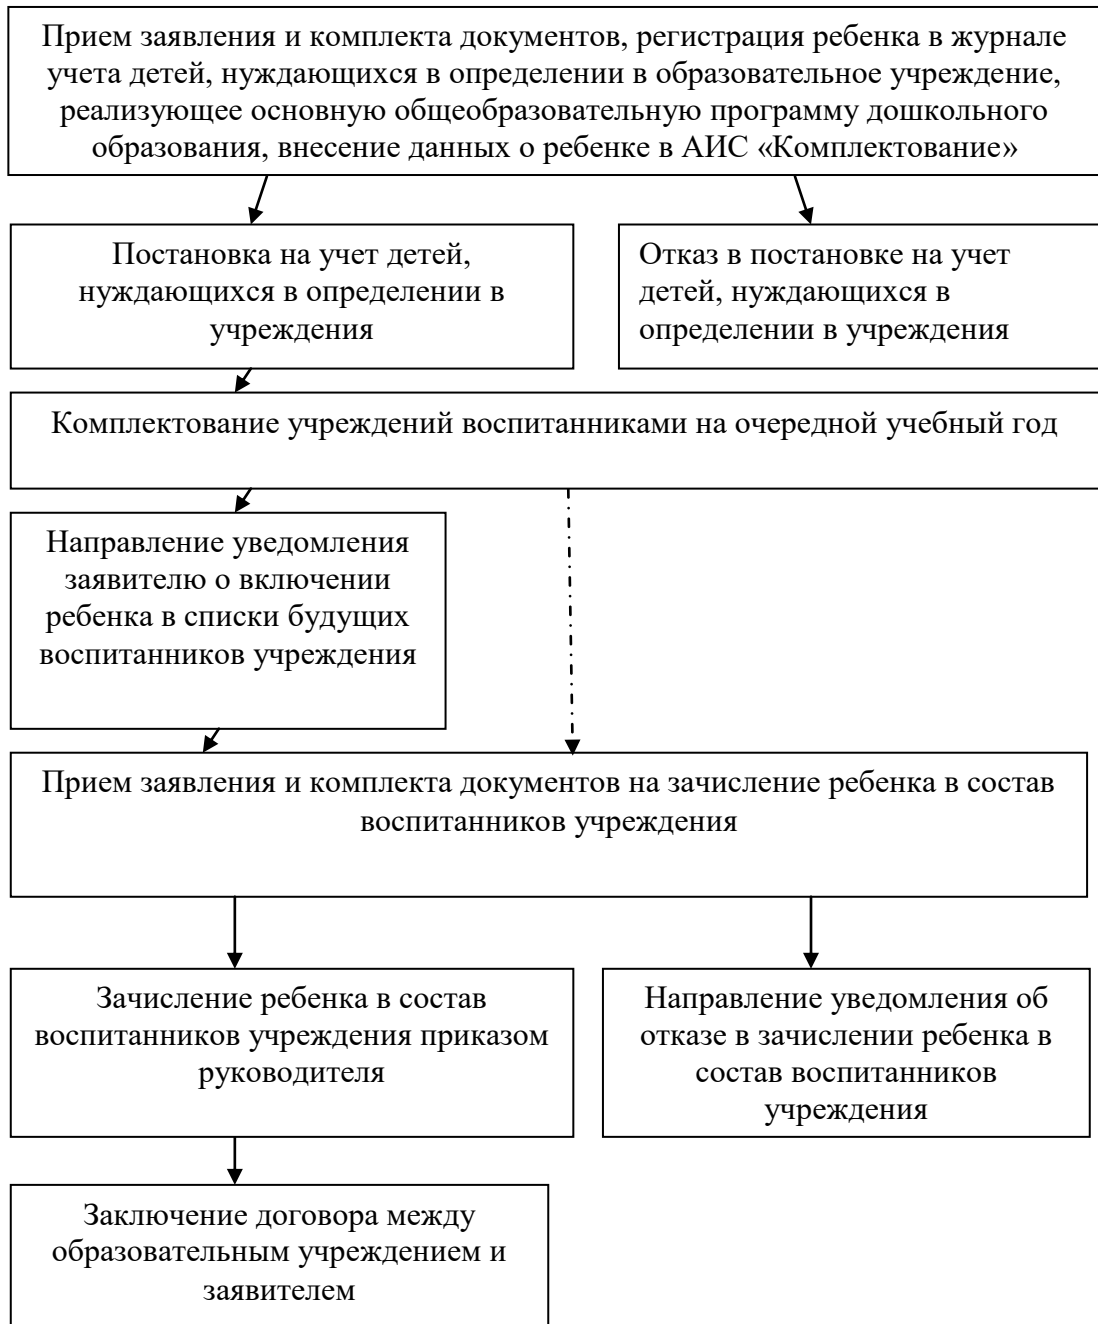 Прием заявления и комплекта документов, регистрация ребенка в журнале
учета детей, нуждающихся в определении в образовательное учреждение,
реализующее основную общеобразовательную программу дошкольного
образования, внесение данных о ребенке в АИС «Комплектование»
Постановка на учет детей,
нуждающихся в определении в
учреждения
Отказ в постановке на учет
детей, нуждающихся в
определении в учреждения
Комплектование учреждений воспитанниками на очередной учебный год
Направление уведомления
заявителю о включении
ребенка в списки будущих
воспитанников учреждения
Прием заявления и комплекта документов на зачисление ребенка в состав
воспитанников учреждения
Зачисление ребенка в состав
воспитанников учреждения приказом
руководителя
Направление уведомления об
отказе в зачислении ребенка в
состав воспитанников
учреждения
Заключение договора между
образовательным учреждением и
заявителем